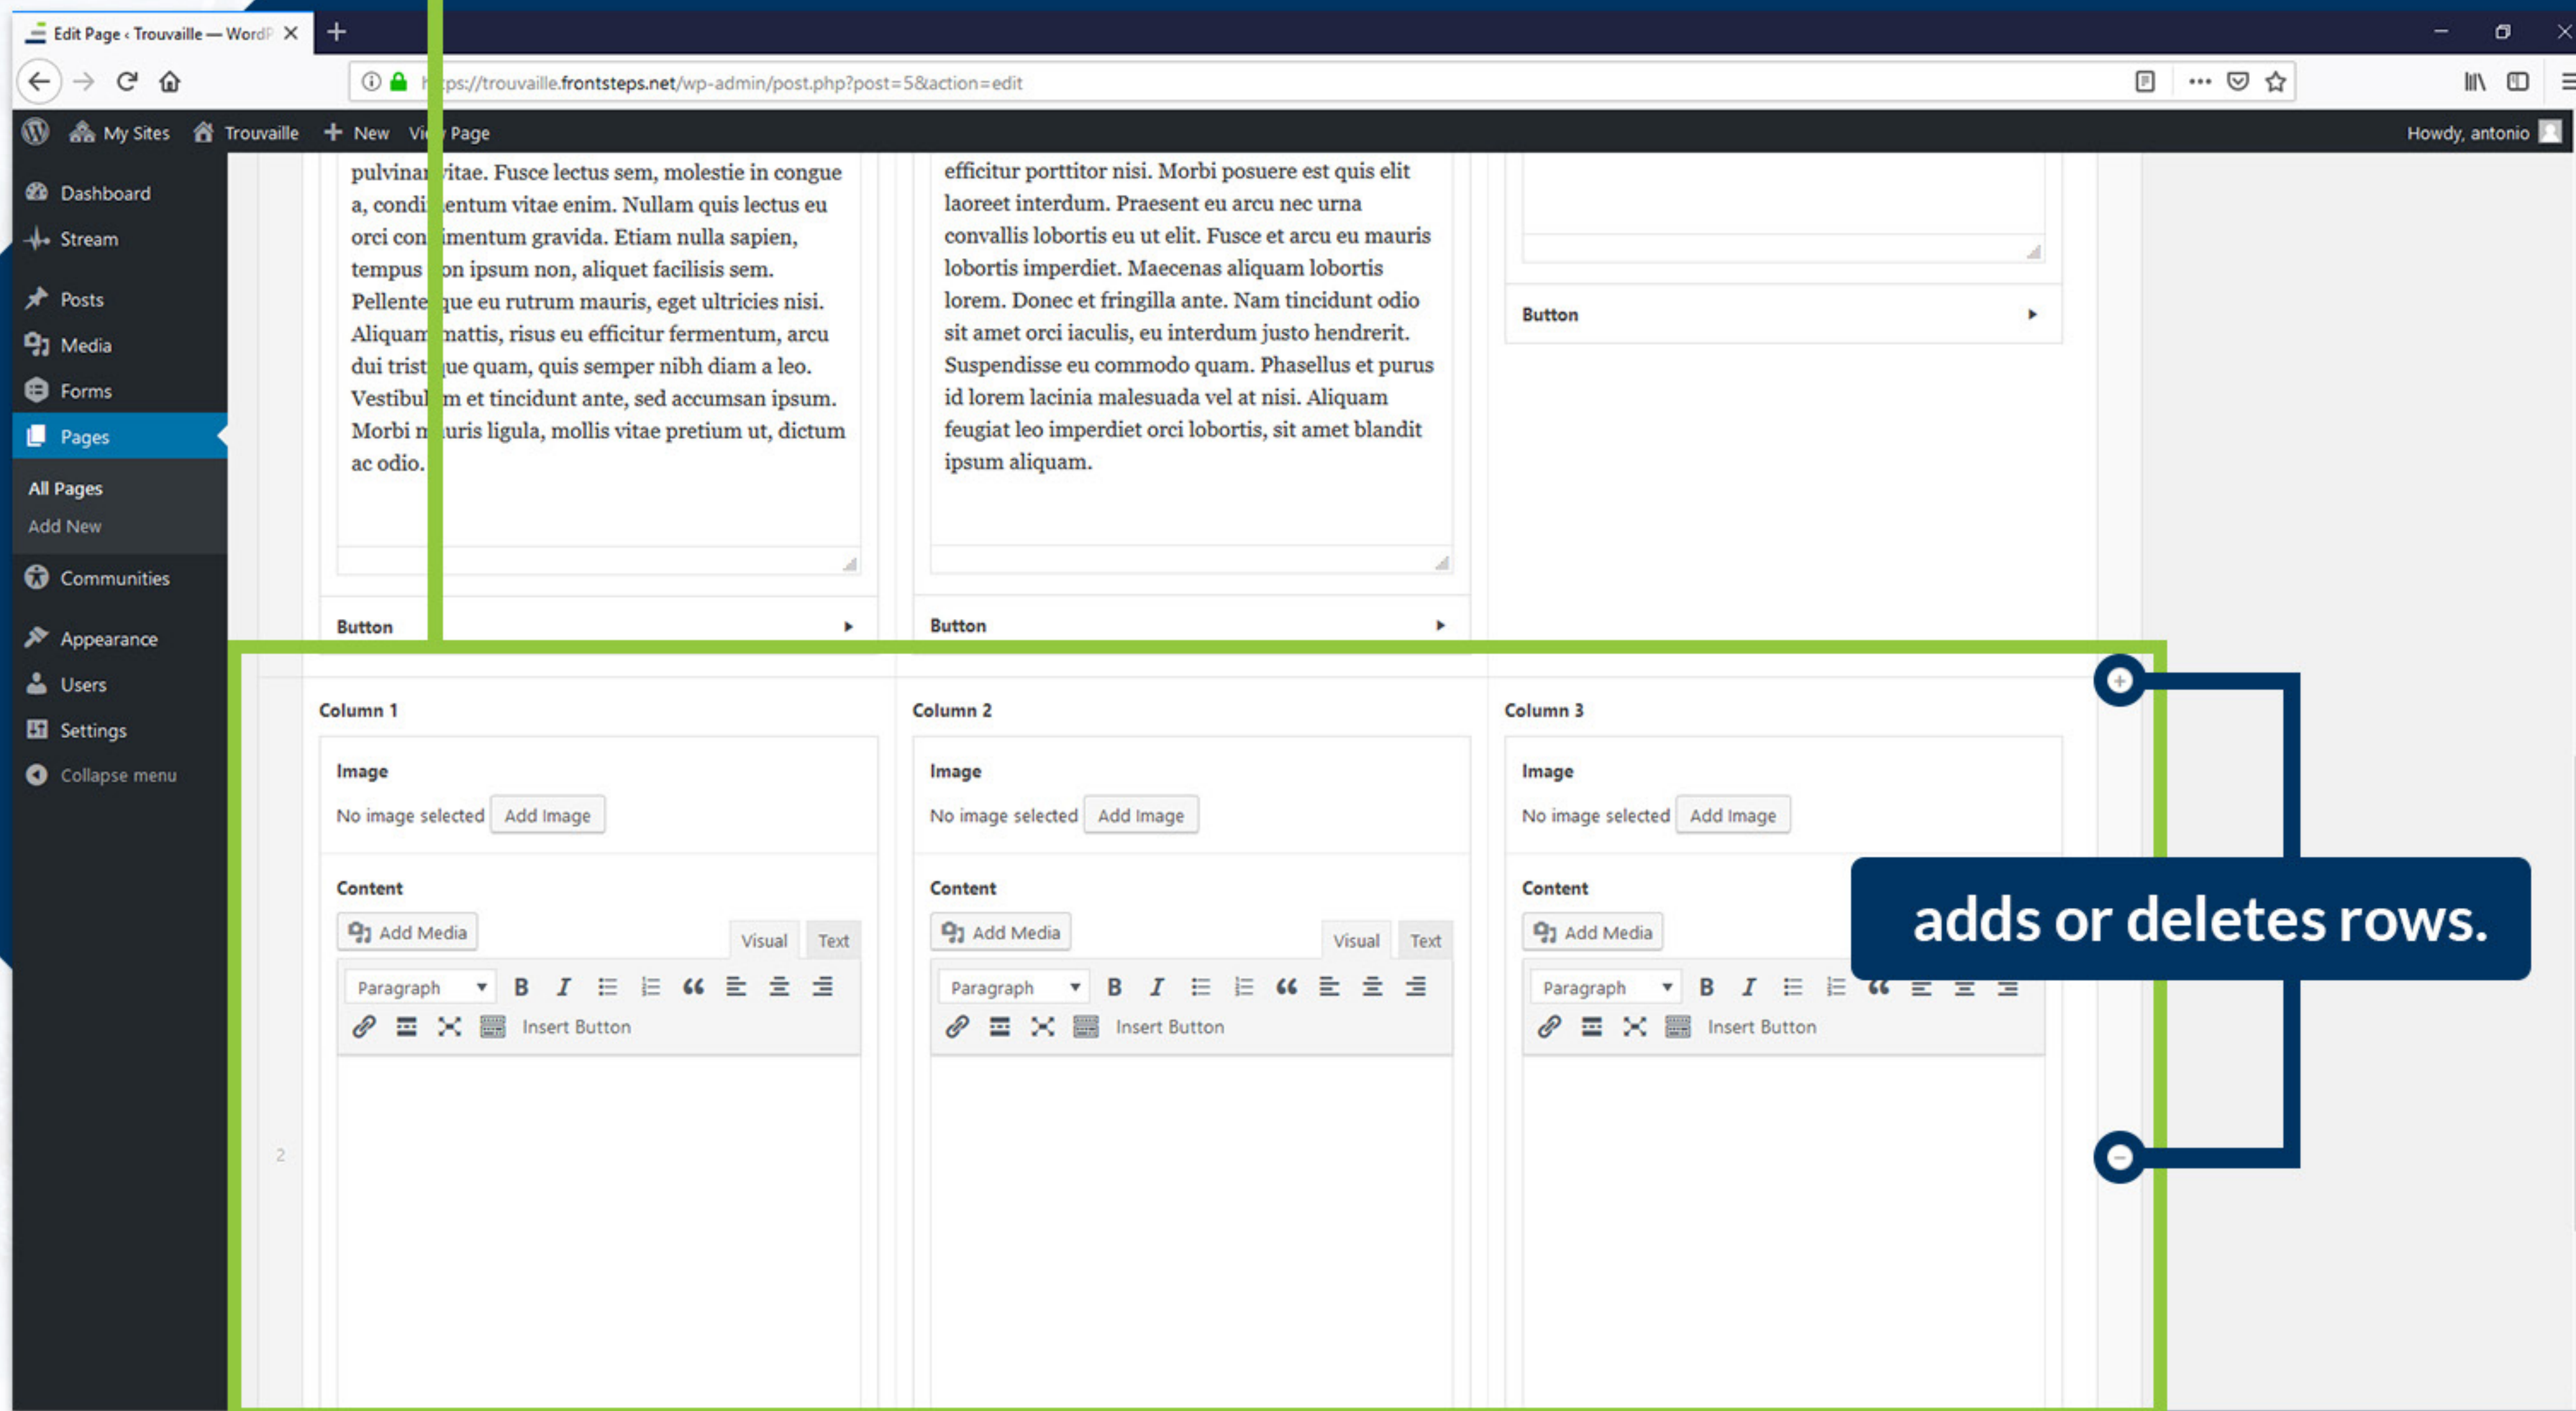 Edit Page ‹ Trouvaille — WordP
https://trouvaille.frontsteps.net/wp-admin/post.php?post=5&action=edit
My Sites Trouvaille New View Page Howdy, antonio
Dashboard
Stream
Posts
Media
Forms
Pages
All Pages
Add New
Communities
Appearance
Users
Settings
Collapse menu
pulvinar vitae. Fusce lectus sem, molestie in congue
a, condimentum vitae enim. Nullam quis lectus eu
orci condimentum gravida. Etiam nulla sapien,
tempus non ipsum non, aliquet facilisis sem.
Pellentesque eu rutrum mauris, eget ultricies nisi.
Aliquam mattis, risus eu efficitur fermentum, arcu
dui tristique quam, quis semper nibh diam a leo.
Vestibulum et tincidunt ante, sed accumsan ipsum.
Morbi mauris ligula, mollis vitae pretium ut, dictum
ac odio.
Button
efficitur porttitor nisi. Morbi posuere est quis elit
laoreet interdum. Praesent eu arcu nec urna
convallis lobortis eu ut elit. Fusce et arcu eu mauris
lobortis imperdiet. Maecenas aliquam lobortis
lorem. Donec et fringilla ante. Nam tincidunt odio
sit amet orci iaculis, eu interdum justo hendrerit.
Suspendisse eu commodo quam. Phasellus et purus
id lorem lacinia malesuada vel at nisi. Aliquam
feugiat leo imperdiet orci lobortis, sit amet blandit
ipsum aliquam.
Button
Button
2
Column 1
Image
No image selected Add Image
Content
Add Media Visual Text
Paragraph B I
Insert Button
Column 2
Image
No image selected Add Image
Content
Add Media Visual Text
Paragraph B I
Insert Button
Column 3
Image
No image selected Add Image
Content
Add Media
Paragraph B I
Insert Button
adds or deletes rows.